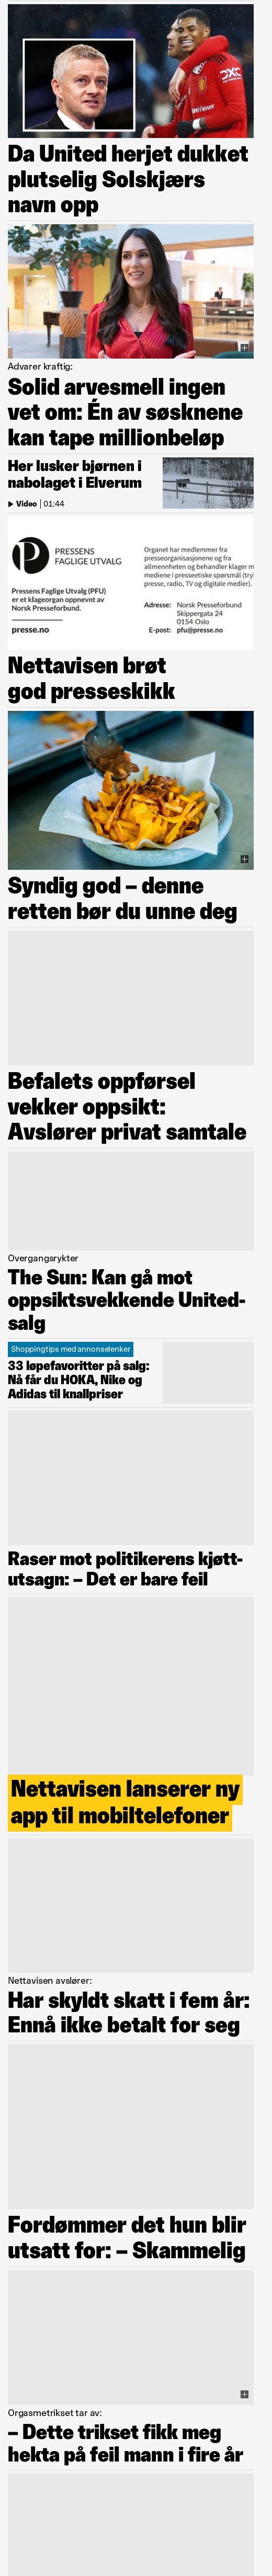 Da United herjet dukket
plutselig Solskjærs
navn opp
Advarer kraftig:
Solid arvesmell ingen
vet om: Én av søsknene
kan tape millionbeløp
Her lusker bjørnen i
nabolaget i Elverum
Video | 01:44
PRESSENS
FAGLIGE UTVALG
Pressens Faglige Utvalg (PFU)
er et klageorgan oppnevnt av
Norsk Presseforbund.
presse.no
Organet har medlemmer fra
presseorganisasjonene og fra
allmennheten og behandler klager m
mediene i presseetiske spørsmål (try
presse, radio, TV og digitale medier).
Adresse: Norsk Presseforbund
Skippergata 24
0154 Oslo
E-post: pfu@presse.no
Nettavisen brøt
god presseskikk
Syndig god – denne
retten bør du unne deg
Befalets oppførsel
vekker oppsikt:
Avslører privat samtale
Overgangsrykter
The Sun: Kan gå mot
oppsiktsvekkende United-
salg
Shoppingtips med annonselenker
33 løpefavoritter på salg:
Nå får du HOKA, Nike og
Adidas til knallpriser
Raser mot politikerens kjøtt-
utsagn: – Det er bare feil
Nettavisen lanserer ny
app til mobiltelefoner
Nettavisen avslører:
Har skyldt skatt i fem år:
Ennå ikke betalt for seg
Fordømmer det hun blir
utsatt for: – Skammelig
Orgasmetrikset tar av:
– Dette trikset fikk meg
hekta på feil mann i fire år